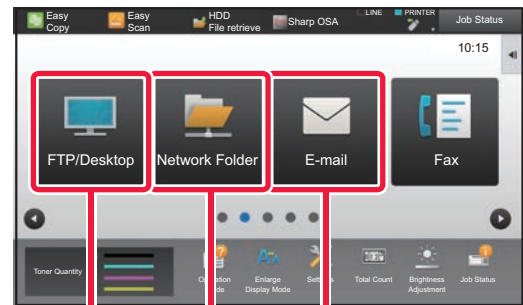 Easy
Copy
Easy
Scan
HDD
File retrieve
Sharp OSA
LINE
PRINTER
Job Status
10:15
FTP/Desktop
Network Folder
E-mail
Fax
Toner Quantity
Enlarge
Display Mode
Total Count
Brightness
Adjustment
Job Status